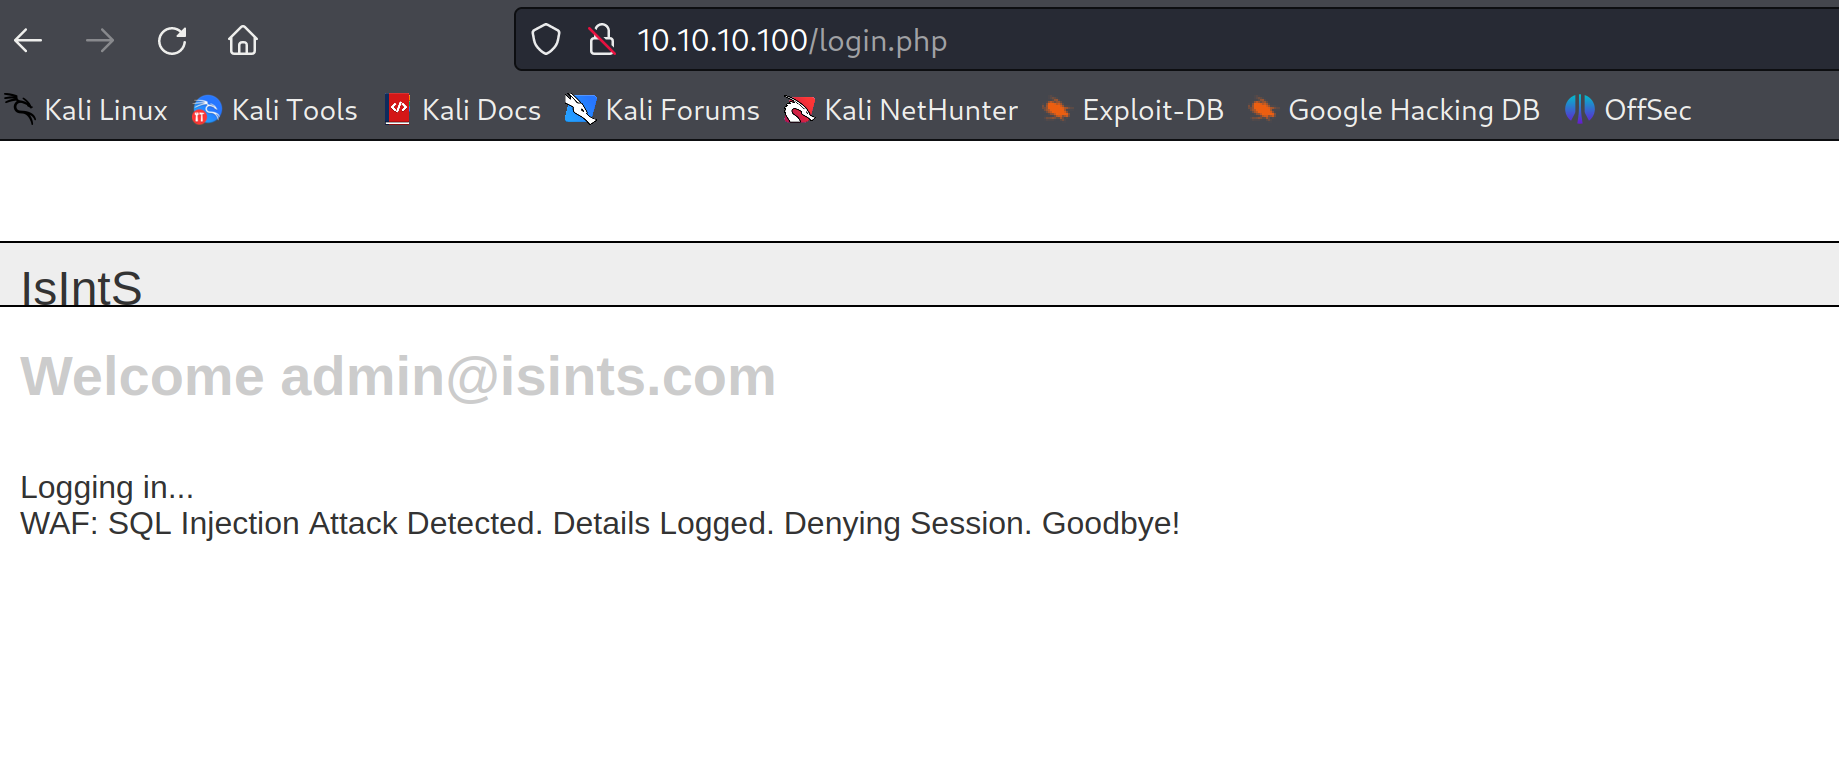 10.10.10.100/login.php
Kali Linux Kali Tools Kali Docs Kali Forums Kali NetHunter Exploit-DB Google Hacking DB OffSec
IsIntS
Welcome admin@isints.com
Logging in...
WAF: SQL Injection Attack Detected. Details Logged. Denying Session. Goodbye!